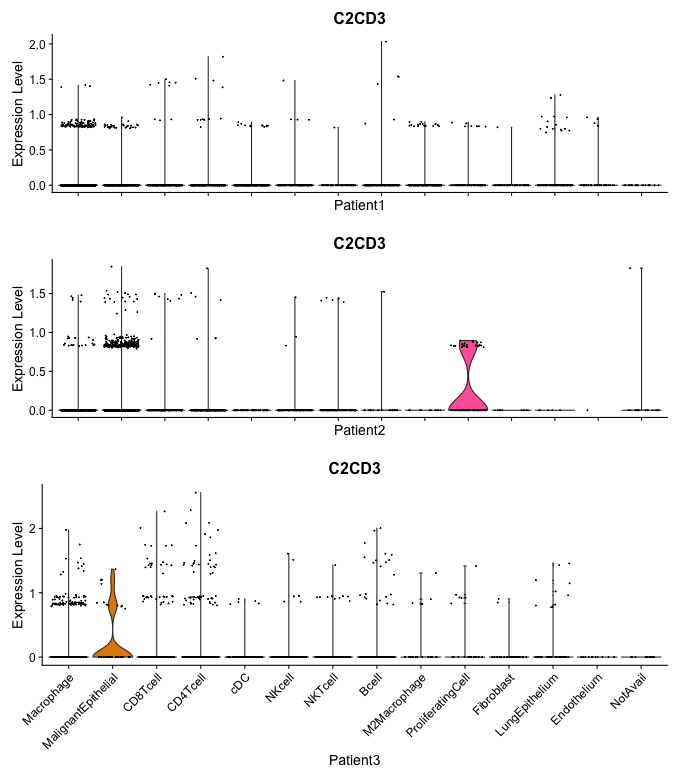 C2CD3
Expression Level
2.0
1.5
1.0
0.5
0.0
Patient1
C2CD3
Expression Level
1.5
1.0
0.5
0.0
Patient2
C2CD3
Expression Level
2
1
0
Macrophage
MalignantEpithelial
CD8Tcell
CD4Tcell
cDC
NKcell
NKTcell
Bcell
M2Macrophage
ProliferatingCell
Fibroblast
LungEpithelium
Endothelium
NotAvail
Patient3